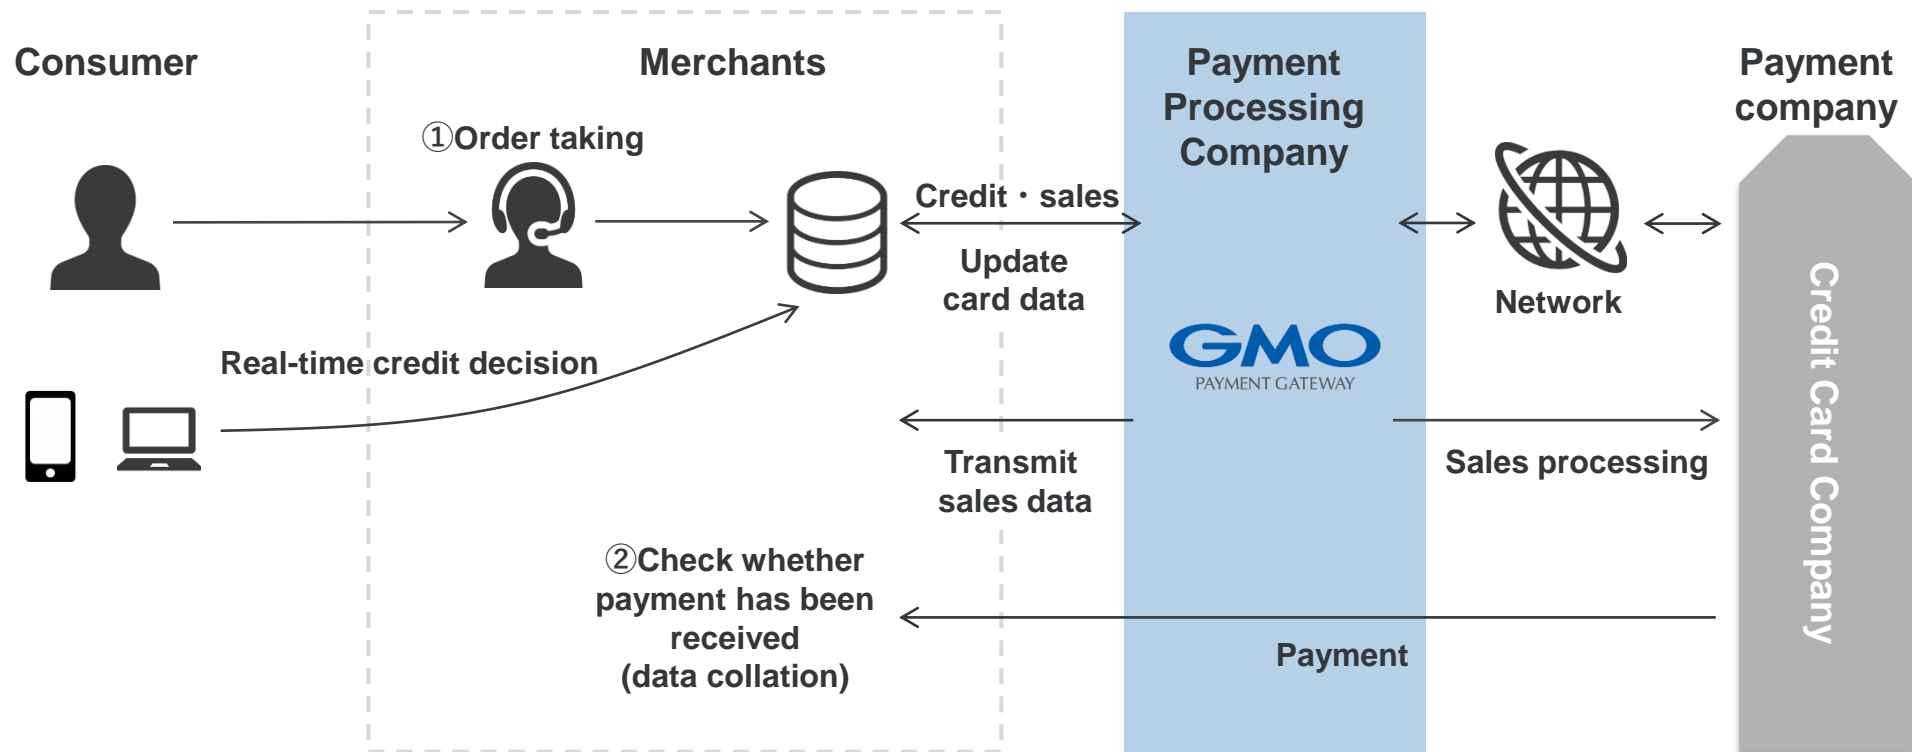 Consumer
Merchants
Payment
Processing
Company
Payment
company
①Order taking
Credit・sales
Update
card data
Network
Real-time credit decision
GMO
PAYMENT GATEWAY
Transmit
sales data
Sales processing
②Check whether
payment has been
received
(data collation)
Payment
Credit Card Company